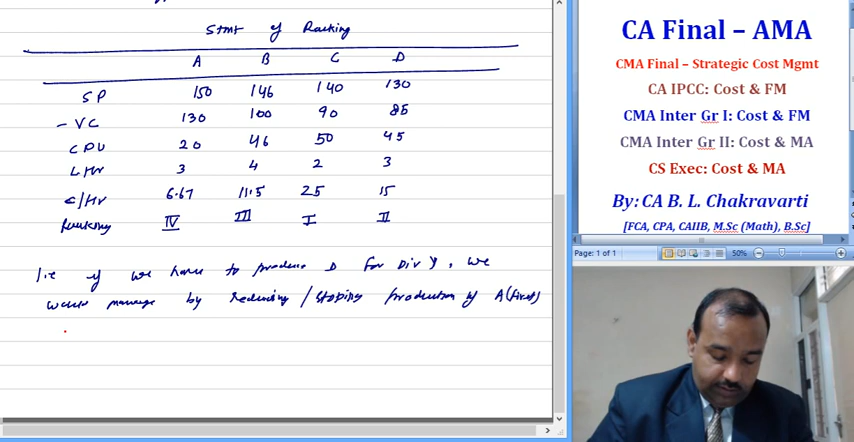 Stmt of Ranking
A B C D
SP 150 146 140 130
- VC 130 100 90 85
CPU 20 46 50 45
LHr 3 4 2 3
C/Hr 6.67 11.5 25 15
Ranking IV III I II
I.e if we have to produce D for Div Y, we
would manage by Reducing / Stoping production of A (first)
CA Final – AMA
CMA Final – Strategic Cost Mgmt
CA IPCC: Cost & FM
CMA Inter Gr I: Cost & FM
CMA Inter Gr II: Cost & MA
CS Exec: Cost & MA
By: CA B. L. Chakravarti
[FCA, CPA, CAIIB, M.Sc (Math), B.Sc]
Page: 1 of 1 50%